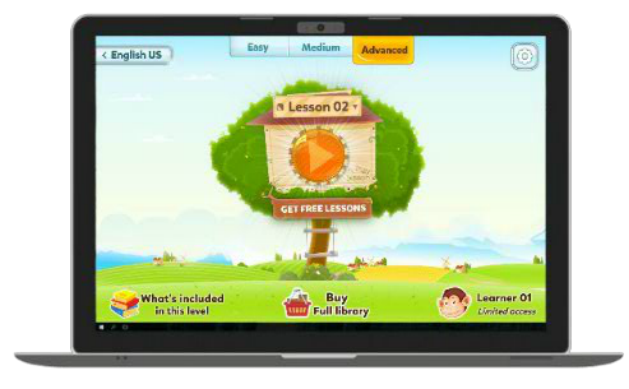 < English US
Easy
Medium
Advanced
Lesson 02
GET FREE LESSONS
What's included
in this level
Buy
Full library
Learner 01
Limited access